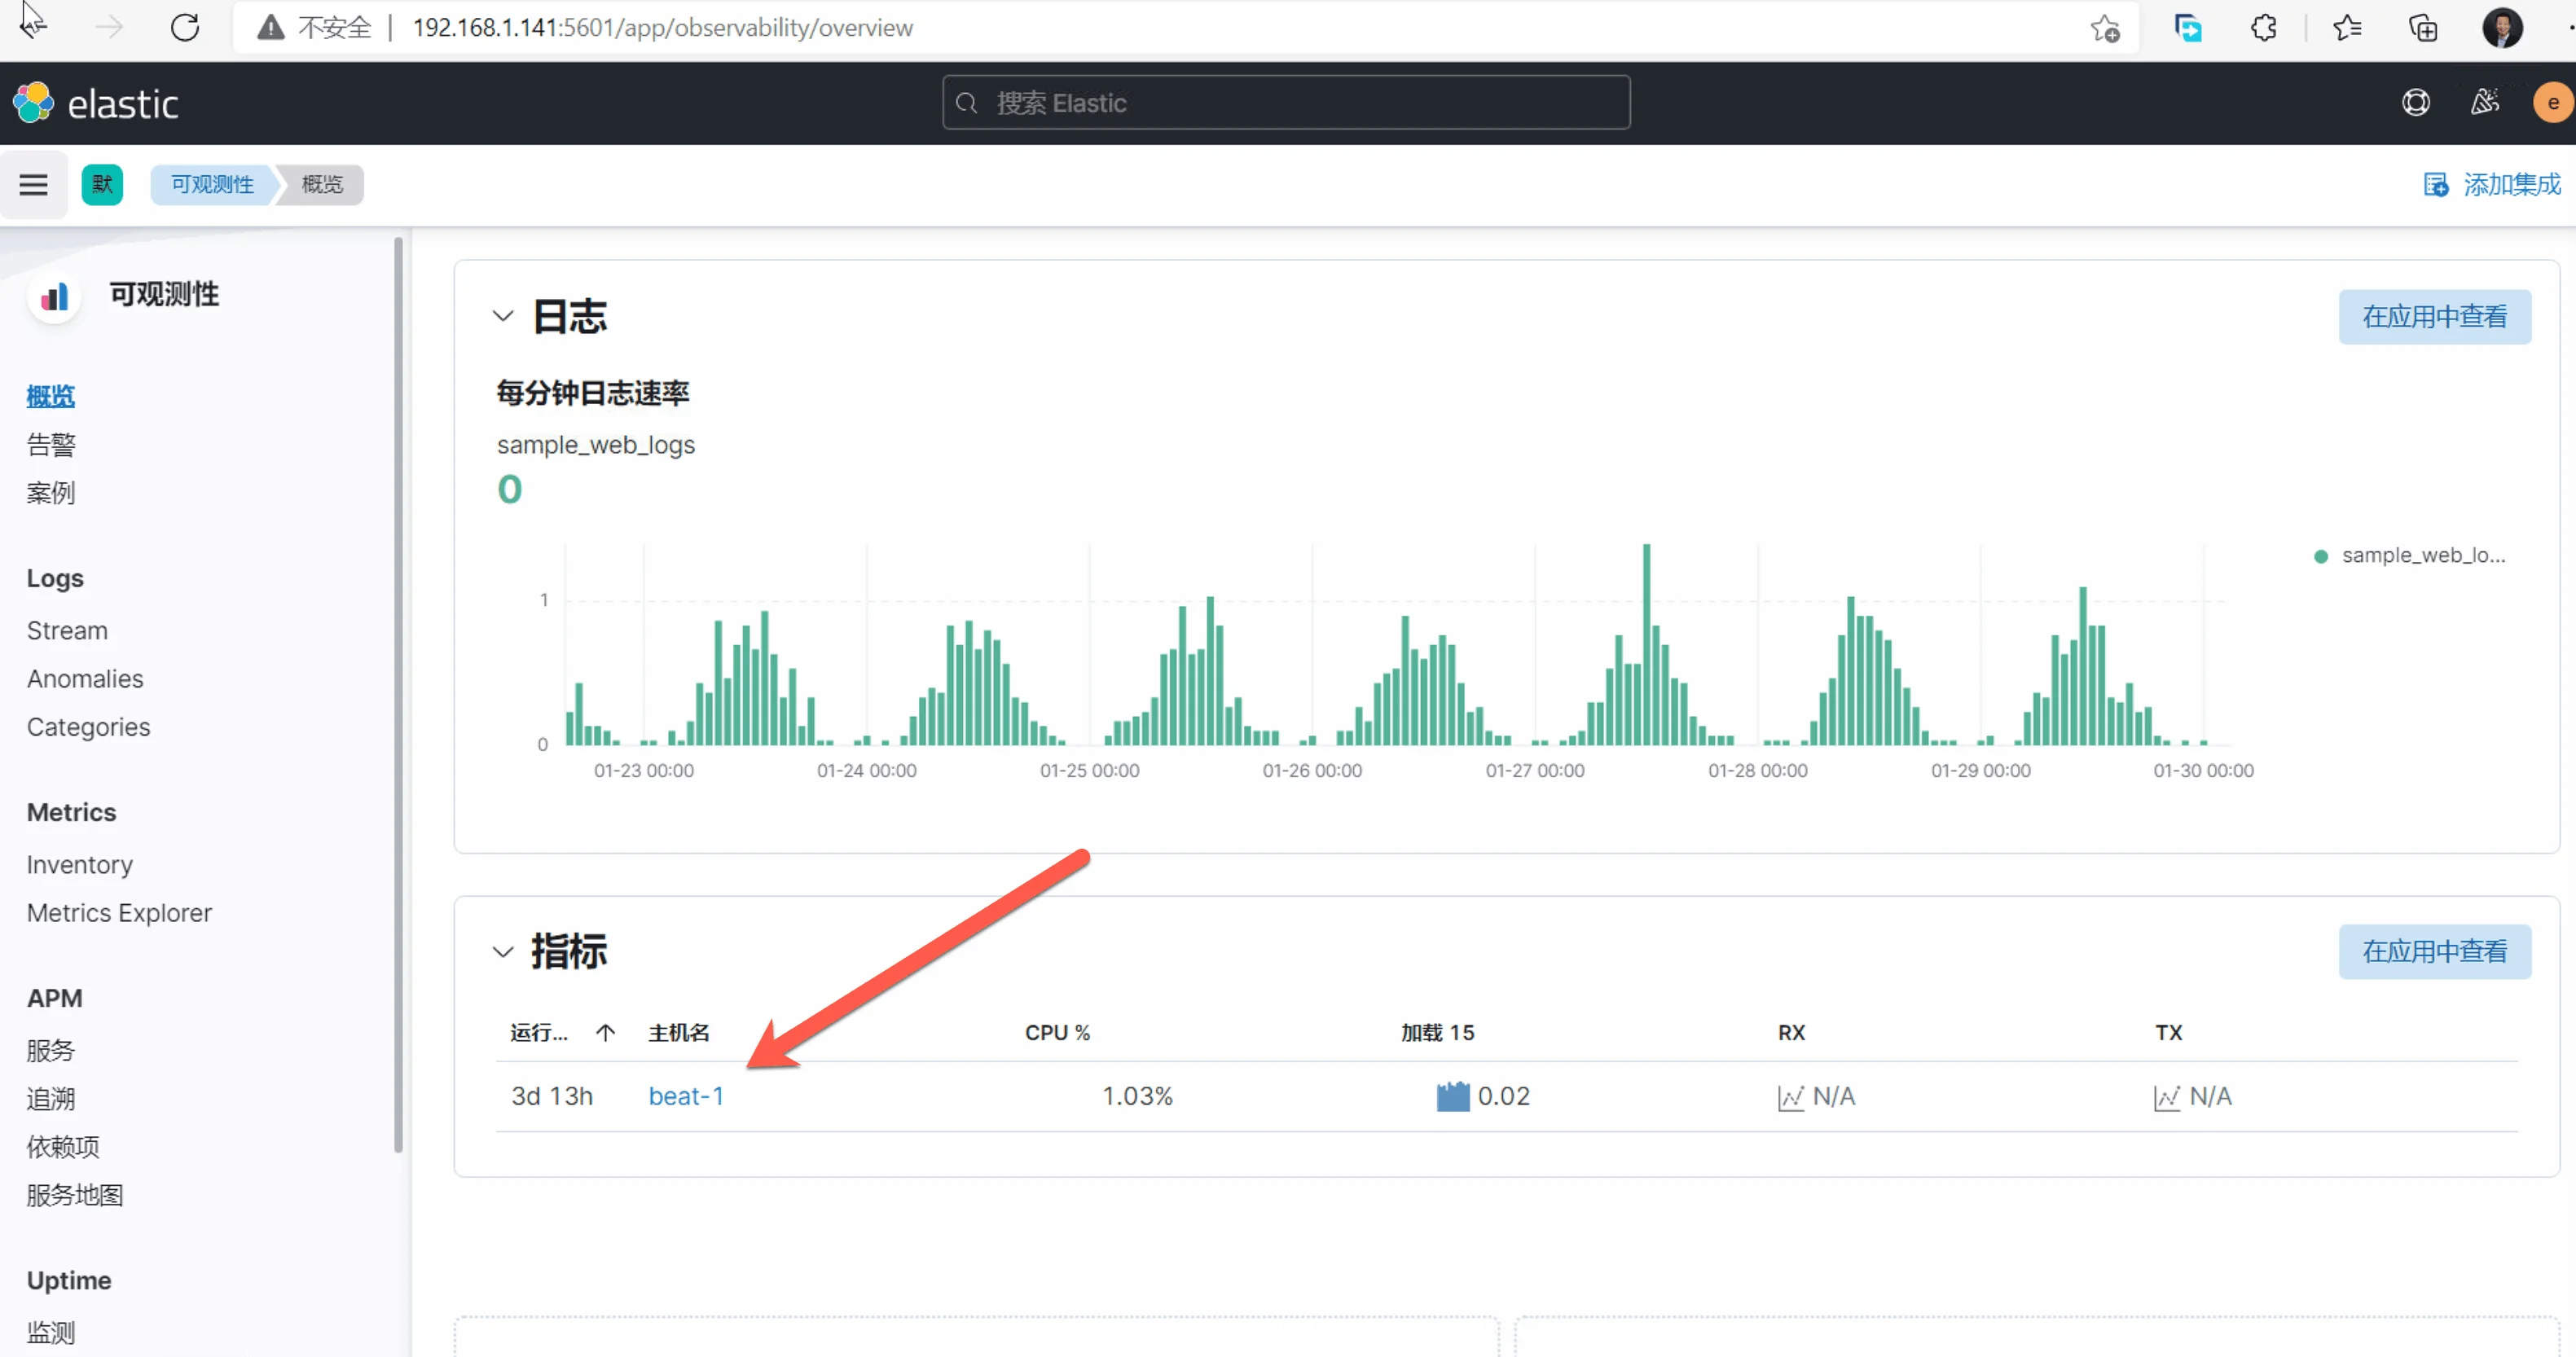 不安全 192.168.1.141:5601/app/observability/overview
elastic
搜索 Elastic
e
默
可观测性
概览
添加集成
可观测性
概览
告警
案例
Logs
Stream
Anomalies
Categories
Metrics
Inventory
Metrics Explorer
APM
服务
追溯
依赖项
服务地图
Uptime
监测
日志
在应用中查看
每分钟日志速率
sample_web_logs
0
1
0
01-23 00:00 01-24 00:00 01-25 00:00 01-26 00:00 01-27 00:00 01-28 00:00 01-29 00:00 01-30 00:00
sample_web_lo...
指标
在应用中查看
运行... 主机名 CPU % 加载 15 RX TX
3d 13h beat-1 1.03% 0.02 N/A N/A